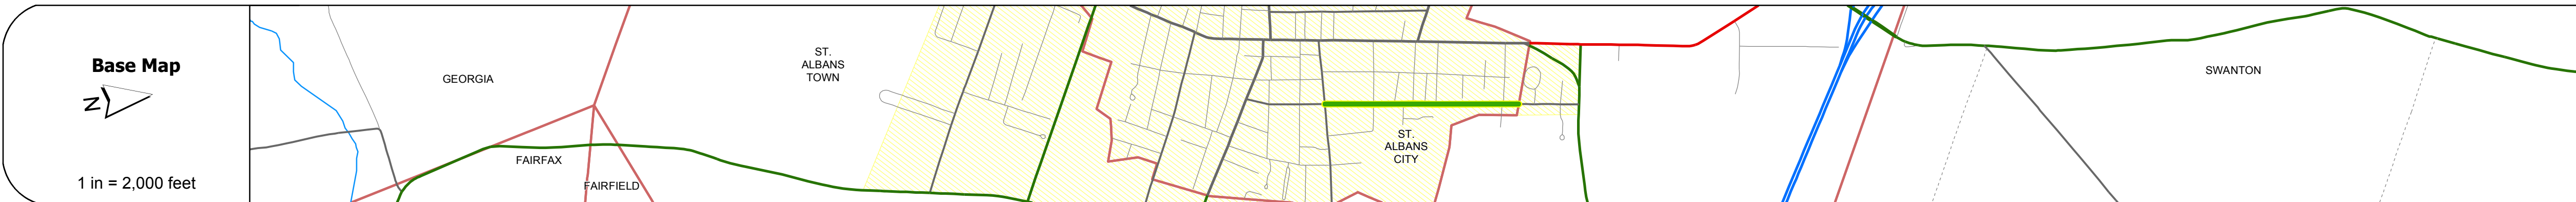 Base Map
N
1 in = 2,000 feet
GEORGIA
FAIRFAX
FAIRFIELD
ST.
ALBANS
TOWN
ST.
ALBANS
CITY
SWANTON